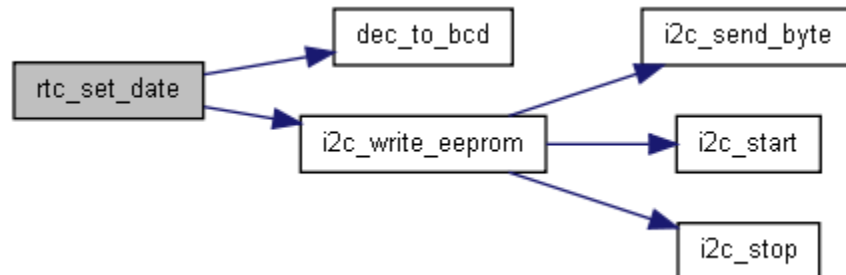 rtc_set_date
dec_to_bcd
i2c_write_eeprom
i2c_send_byte
i2c_start
i2c_stop